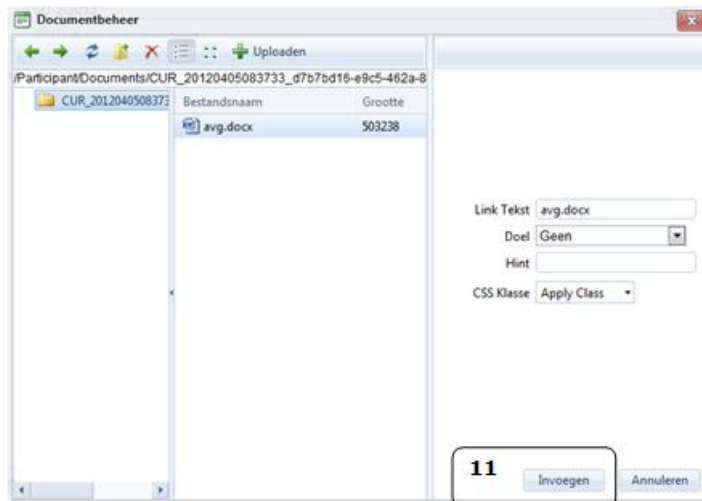 Documentbeheer
Uploaden
/Participant/Documents/CUR_20120405083733_d7b7bd16-e9c5-462a-8
CUR_2012040508373
Bestandsnaam Grootte
avg.docx 503238
Link Tekst avg.docx
Doel Geen
Hint
CSS Klasse Apply Class
11 Invoegen Annuleren